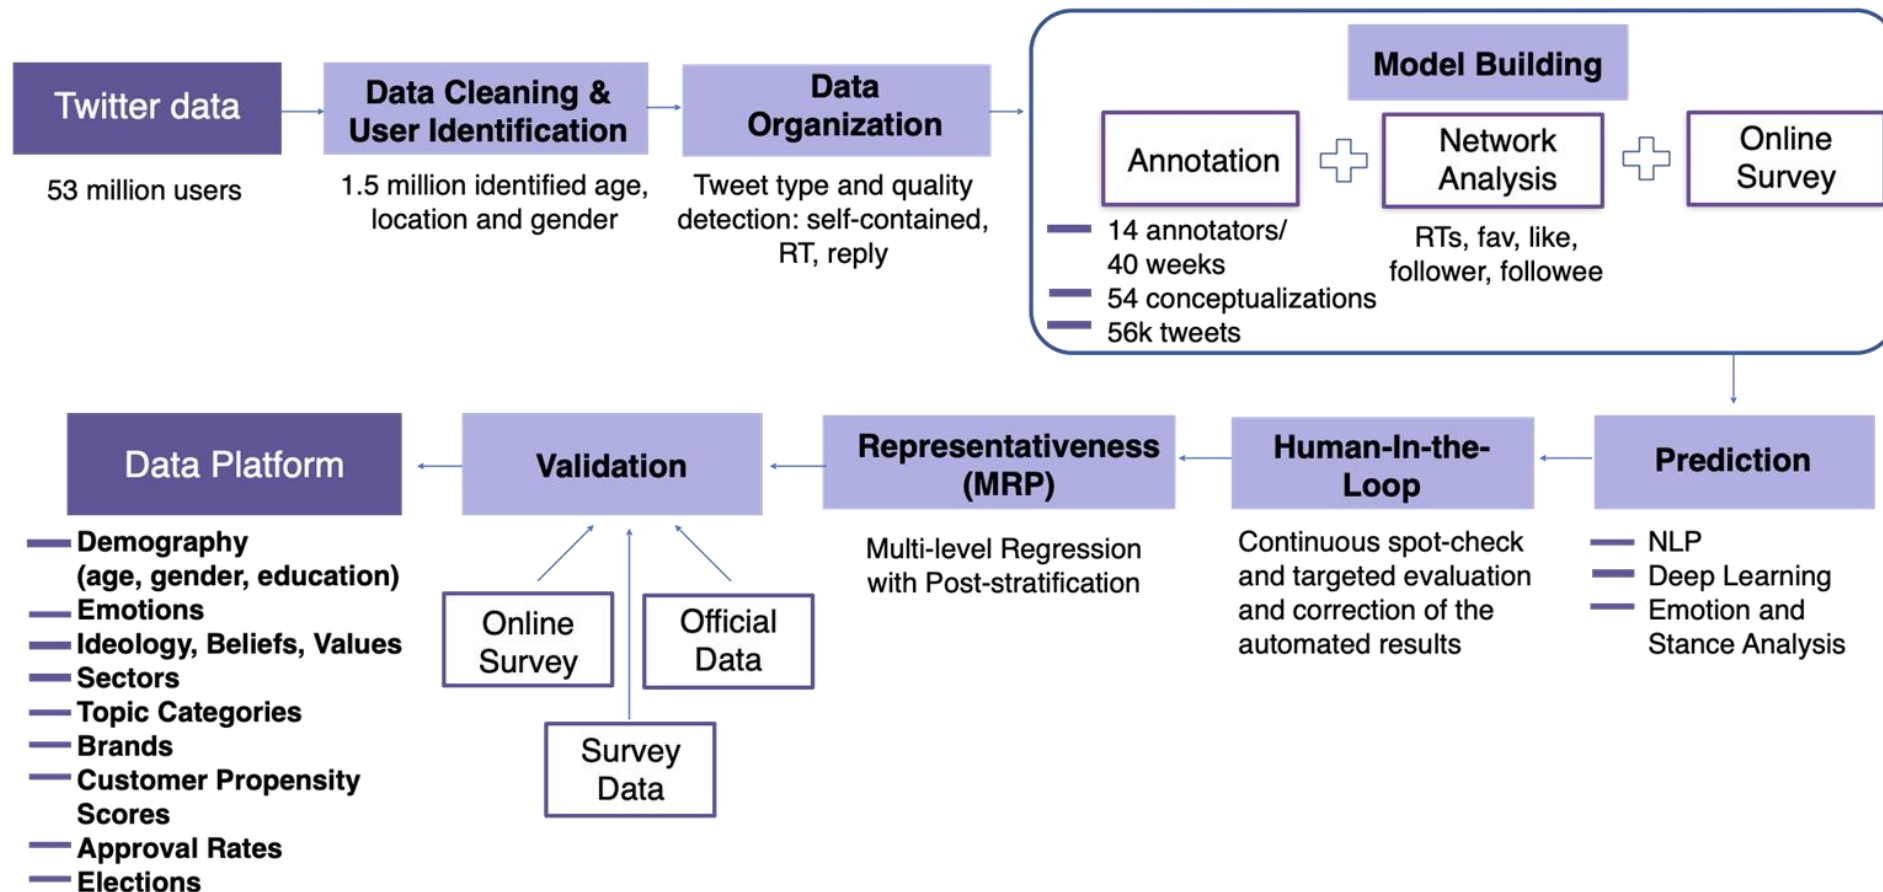 Twitter data
53 million users
Data Cleaning &
User Identification
1.5 million identified age,
location and gender
Data
Organization
Tweet type and quality
detection: self-contained,
RT, reply
Model Building
Annotation
14 annotators/
40 weeks
54 conceptualizations
56k tweets
Network
Analysis
RTs, fav, like,
follower, followee
Online
Survey
Prediction
NLP
Deep Learning
Emotion and
Stance Analysis
Human-In-the-
Loop
Continuous spot-check
and targeted evaluation
and correction of the
automated results
Representativeness
(MRP)
Multi-level Regression
with Post-stratification
Validation
Online
Survey
Survey
Data
Official
Data
Data Platform
Demography
(age, gender, education)
Emotions
Ideology, Beliefs, Values
Sectors
Topic Categories
Brands
Customer Propensity
Scores
Approval Rates
Elections